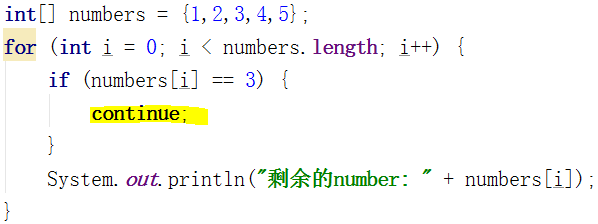 int[] numbers = {1,2,3,4,5};
for (int i = 0; i < numbers.length; i++) {
if (numbers[i] == 3) {
continue;
}
System.out.println("剩余的number: " + numbers[i]);
}